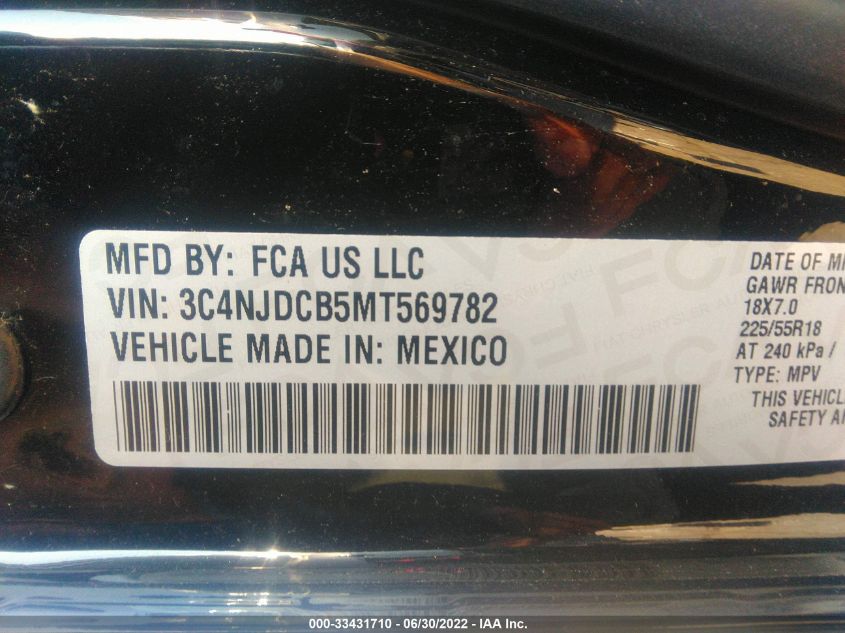 MFD BY: FCA US LLC
VIN: 3C4NJDCB5MT569782
VEHICLE MADE IN: MEXICO
DATE OF
GAWR FRON
18X7.0
225/55R18
AT 240 kPa /
TYPE: MPV
THIS VEHICL
SAFETY
000-33431710 - 06/30/2022 - IAA Inc.